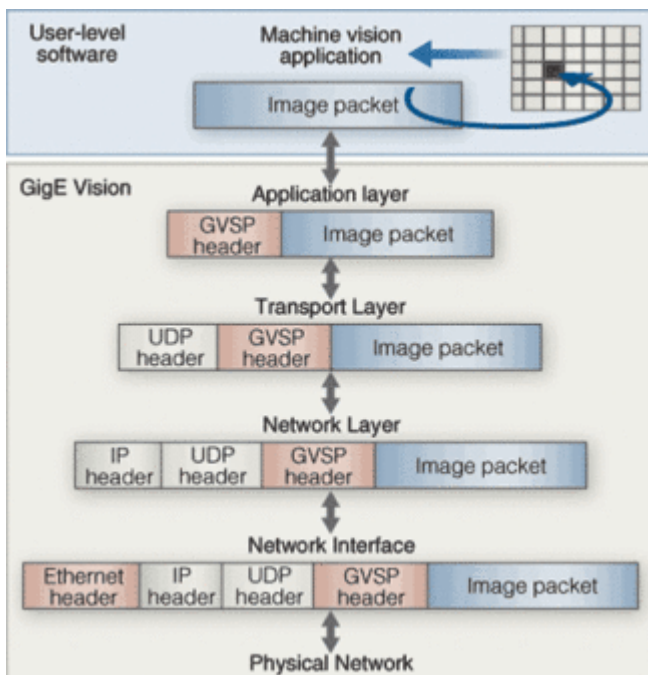 User-level
software
Machine vision
application
Image packet
GigE Vision
Application layer
GVSP
header
Image packet
Transport Layer
UDP
header
GVSP
header
Image packet
Network Layer
IP
header
UDP
header
GVSP
header
Image packet
Network Interface
Ethernet
header
IP
header
UDP
header
GVSP
header
Image packet
Physical Network